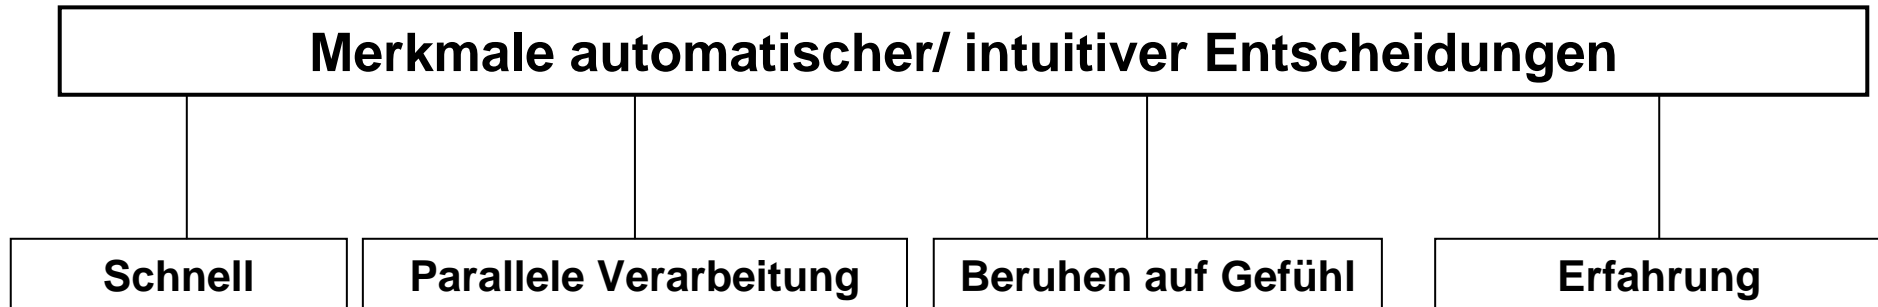 Merkmale automatischer/ intuitiver Entscheidungen
Schnell
Parallele Verarbeitung
Beruhen auf Gefühl
Erfahrung